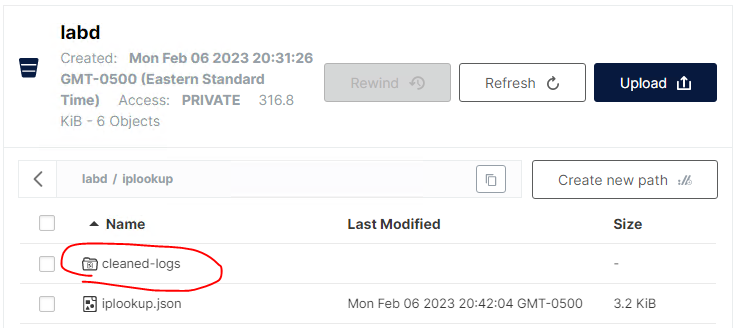 labd
Created: Mon Feb 06 2023 20:31:26
GMT-0500 (Eastern Standard
Time) Access: PRIVATE 316.8
KiB - 6 Objects
Rewind
Refresh
Upload
labd / iplookup
Create new path
Name Last Modified Size
cleaned-logs -
iplookup.json Mon Feb 06 2023 20:42:04 GMT-0500 3.2 KiB